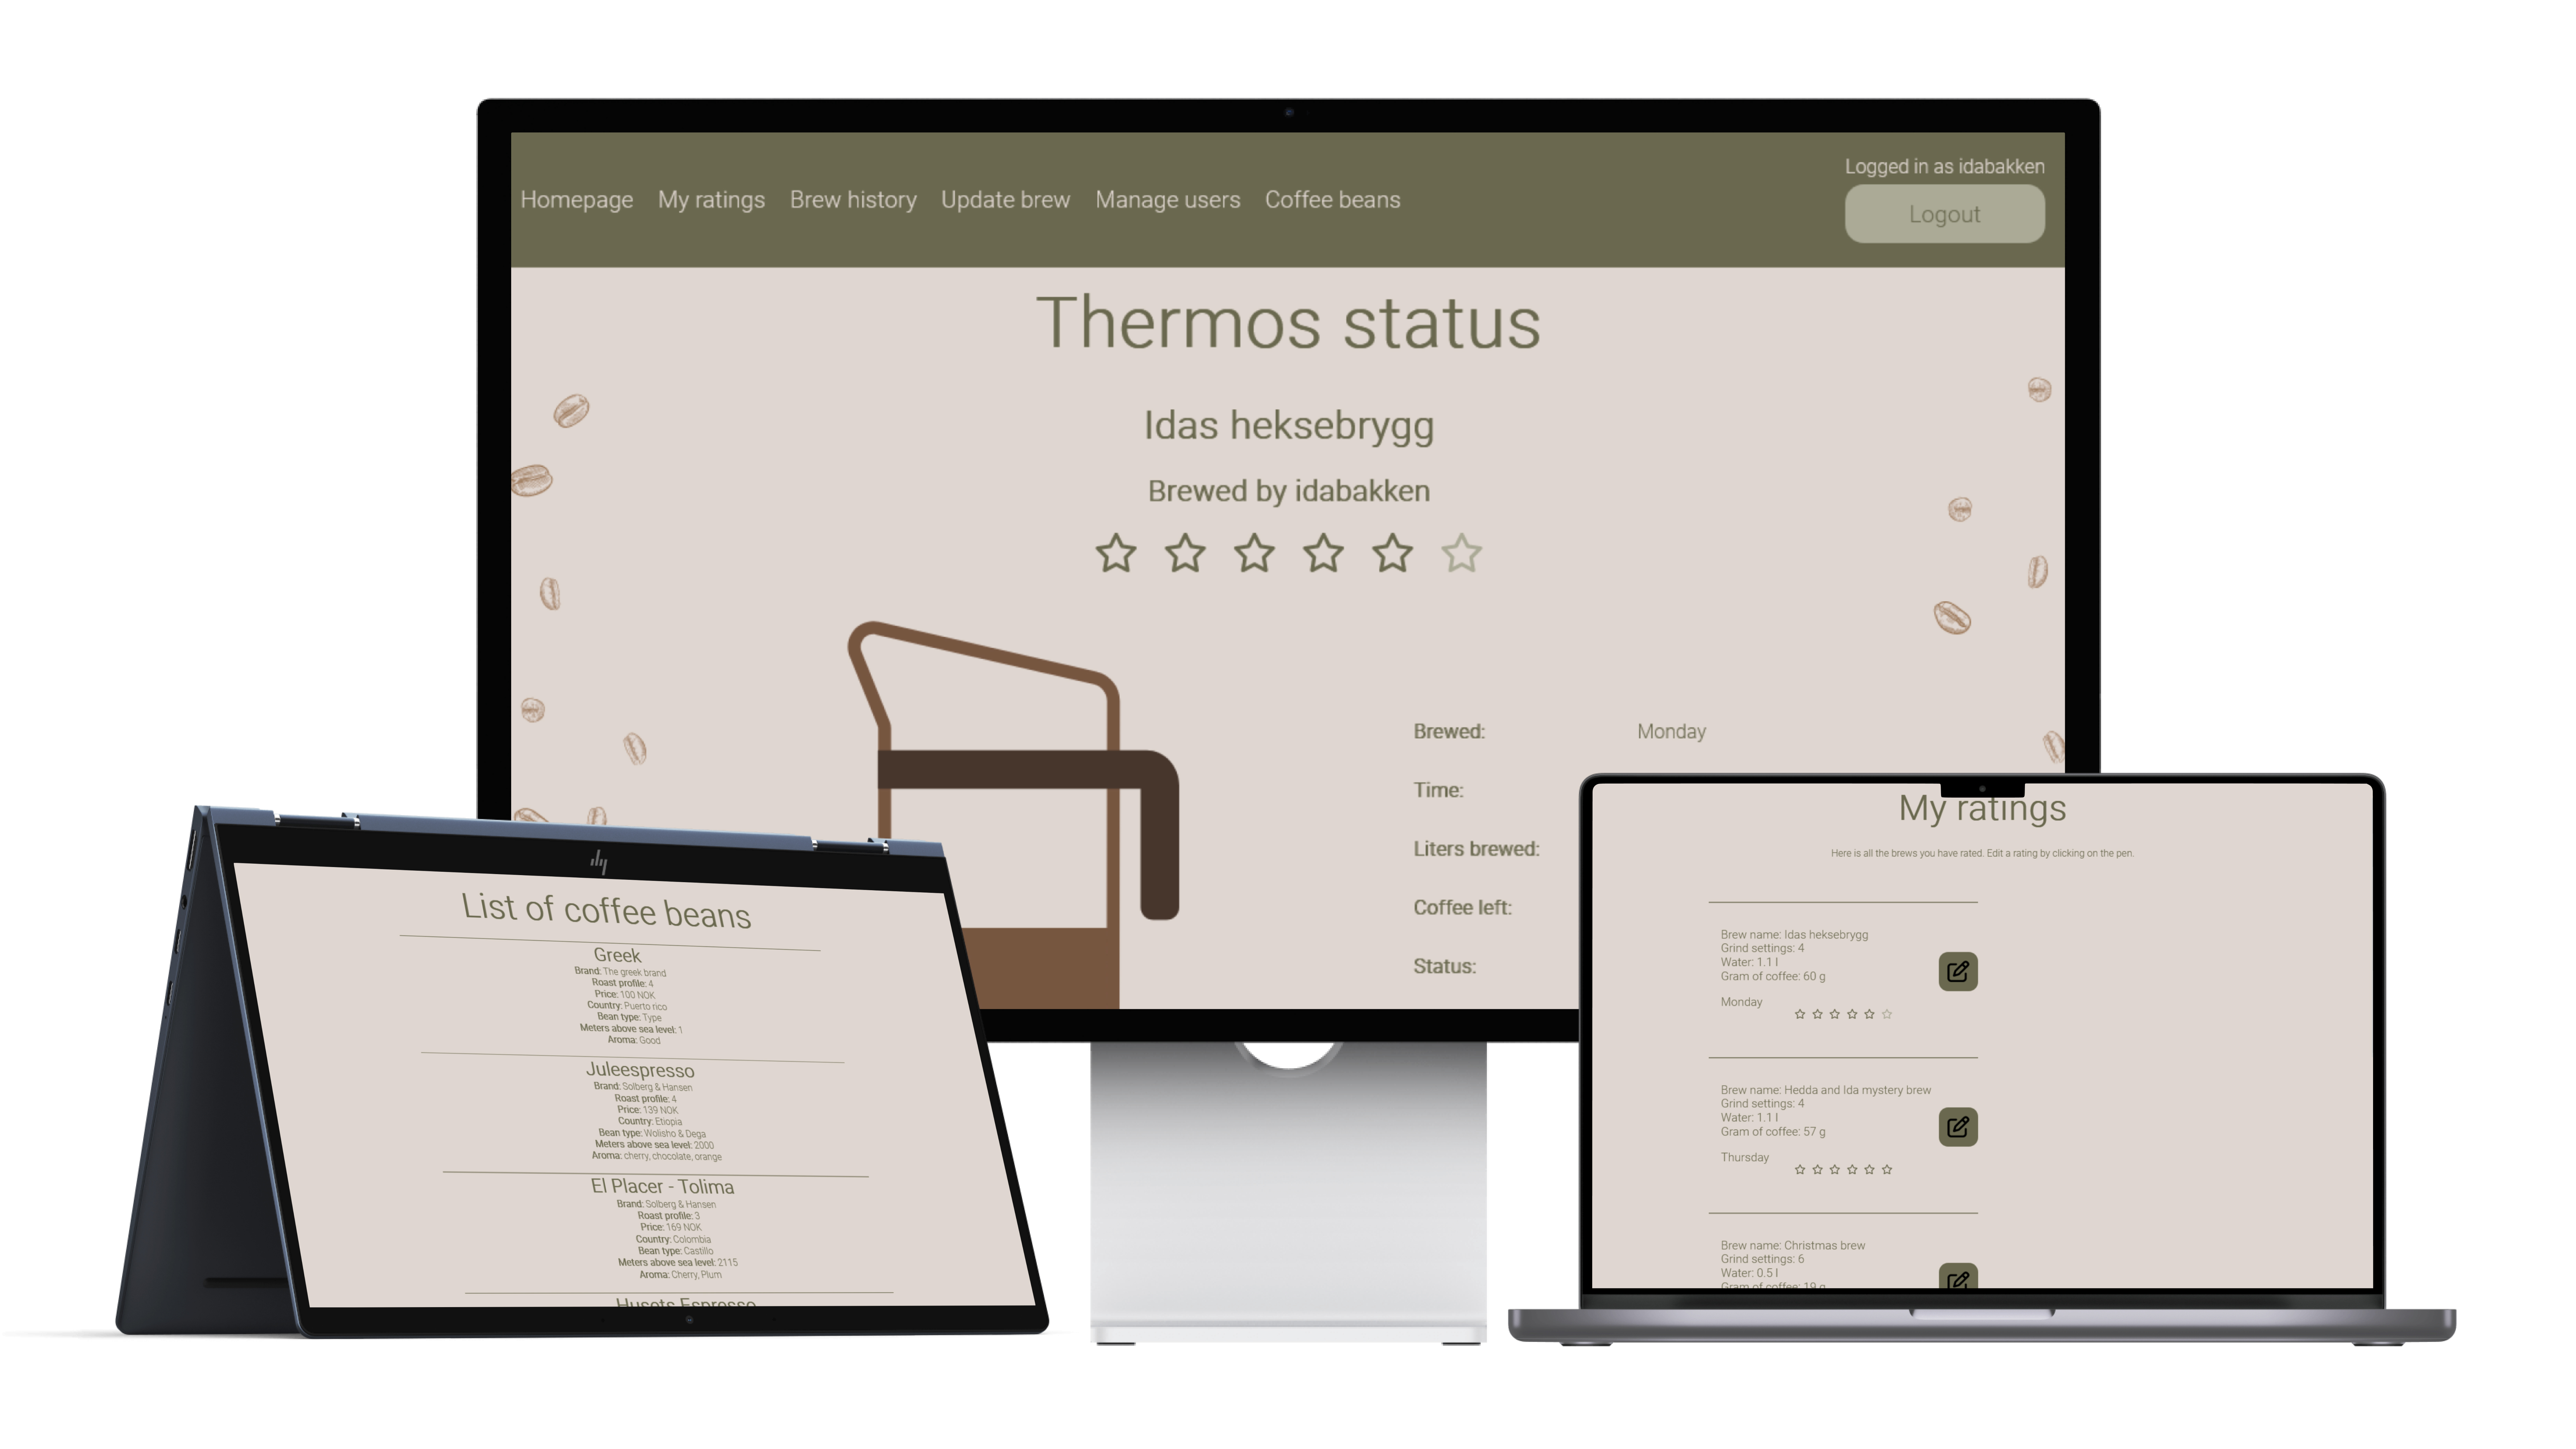 Homepage My ratings Brew history Update brew Manage users Coffee beans
Logged in as idabakken
Logout
Thermos status
Idas heksebrygg
Brewed by idabakken
Brewed: Monday
Time:
Liters brewed:
Coffee left:
Status:
List of coffee beans
Greek
Brand: The greek brand
Roast profile: 4
Price: 100 NOK
Country: Puerto rico
Bean type: Type
Meters above sea level: 1
Aroma: Good
Juleespresso
Brand: Solberg & Hansen
Roast profile: 4
Price: 139 NOK
Country: Etiopia
Bean type: Wolisho & Dega
Meters above sea level: 2000
Aroma: cherry, chocolate, orange
El Placer - Tolima
Brand: Solberg & Hansen
Roast profile: 3
Price: 169 NOK
Country: Colombia
Bean type: Castillo
Meters above sea level: 2115
Aroma: Cherry, Plum
Husets Espresso
My ratings
Here is all the brews you have rated. Edit a rating by clicking on the pen.
Brew name: Idas heksebrygg
Grind settings: 4
Water: 1.1 l
Gram of coffee: 60 g
Monday
Brew name: Hedda and Ida mystery brew
Grind settings: 4
Water: 1.1 l
Gram of coffee: 57 g
Thursday
Brew name: Christmas brew
Grind settings: 6
Water: 0.5 l
Gram of coffee: 19 g